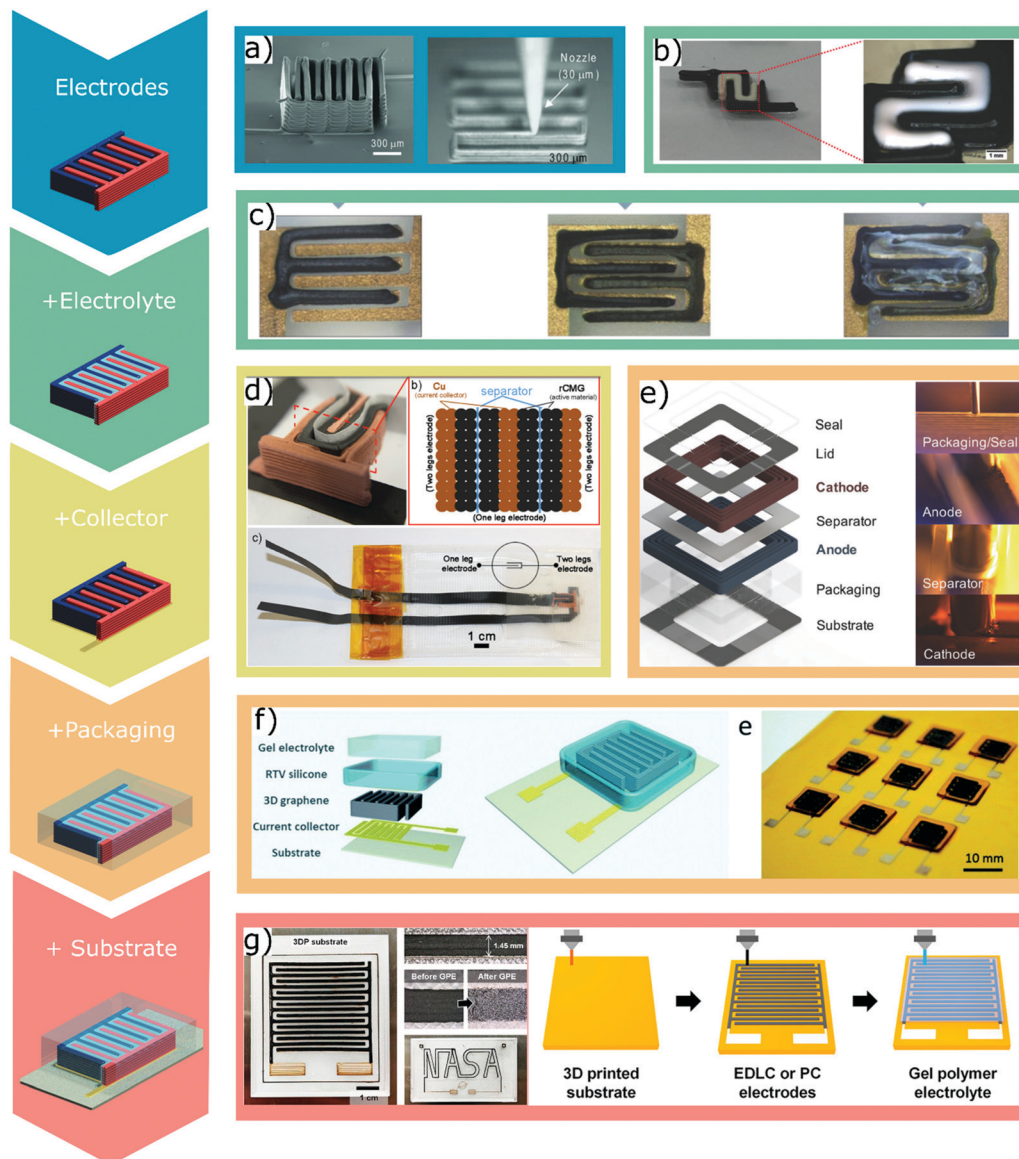 Electrodes
+Electrolyte
+Collector
+Packaging
+ Substrate
a)
300 µm
Nozzle
(30 µm)
300 µm
b)
1 mm
c)
d)
b)
Cu
(current collector)
separator
rCMG
(active material)
(Two legs electrode)
(Two legs electrode)
(One leg electrode)
c)
One leg
electrode
Two legs
electrode
1 cm
e)
Seal
Lid
Cathode
Separator
Anode
Packaging
Substrate
Packaging/Seal
Anode
Separator
Cathode
f)
Gel electrolyte
RTV silicone
3D graphene
Current collector
Substrate
e
10 mm
g)
3DP substrate
1 cm
1.45 mm
Before GPE
After GPE
NASA
3D printed
substrate
EDLC or PC
electrodes
Gel polymer
electrolyte